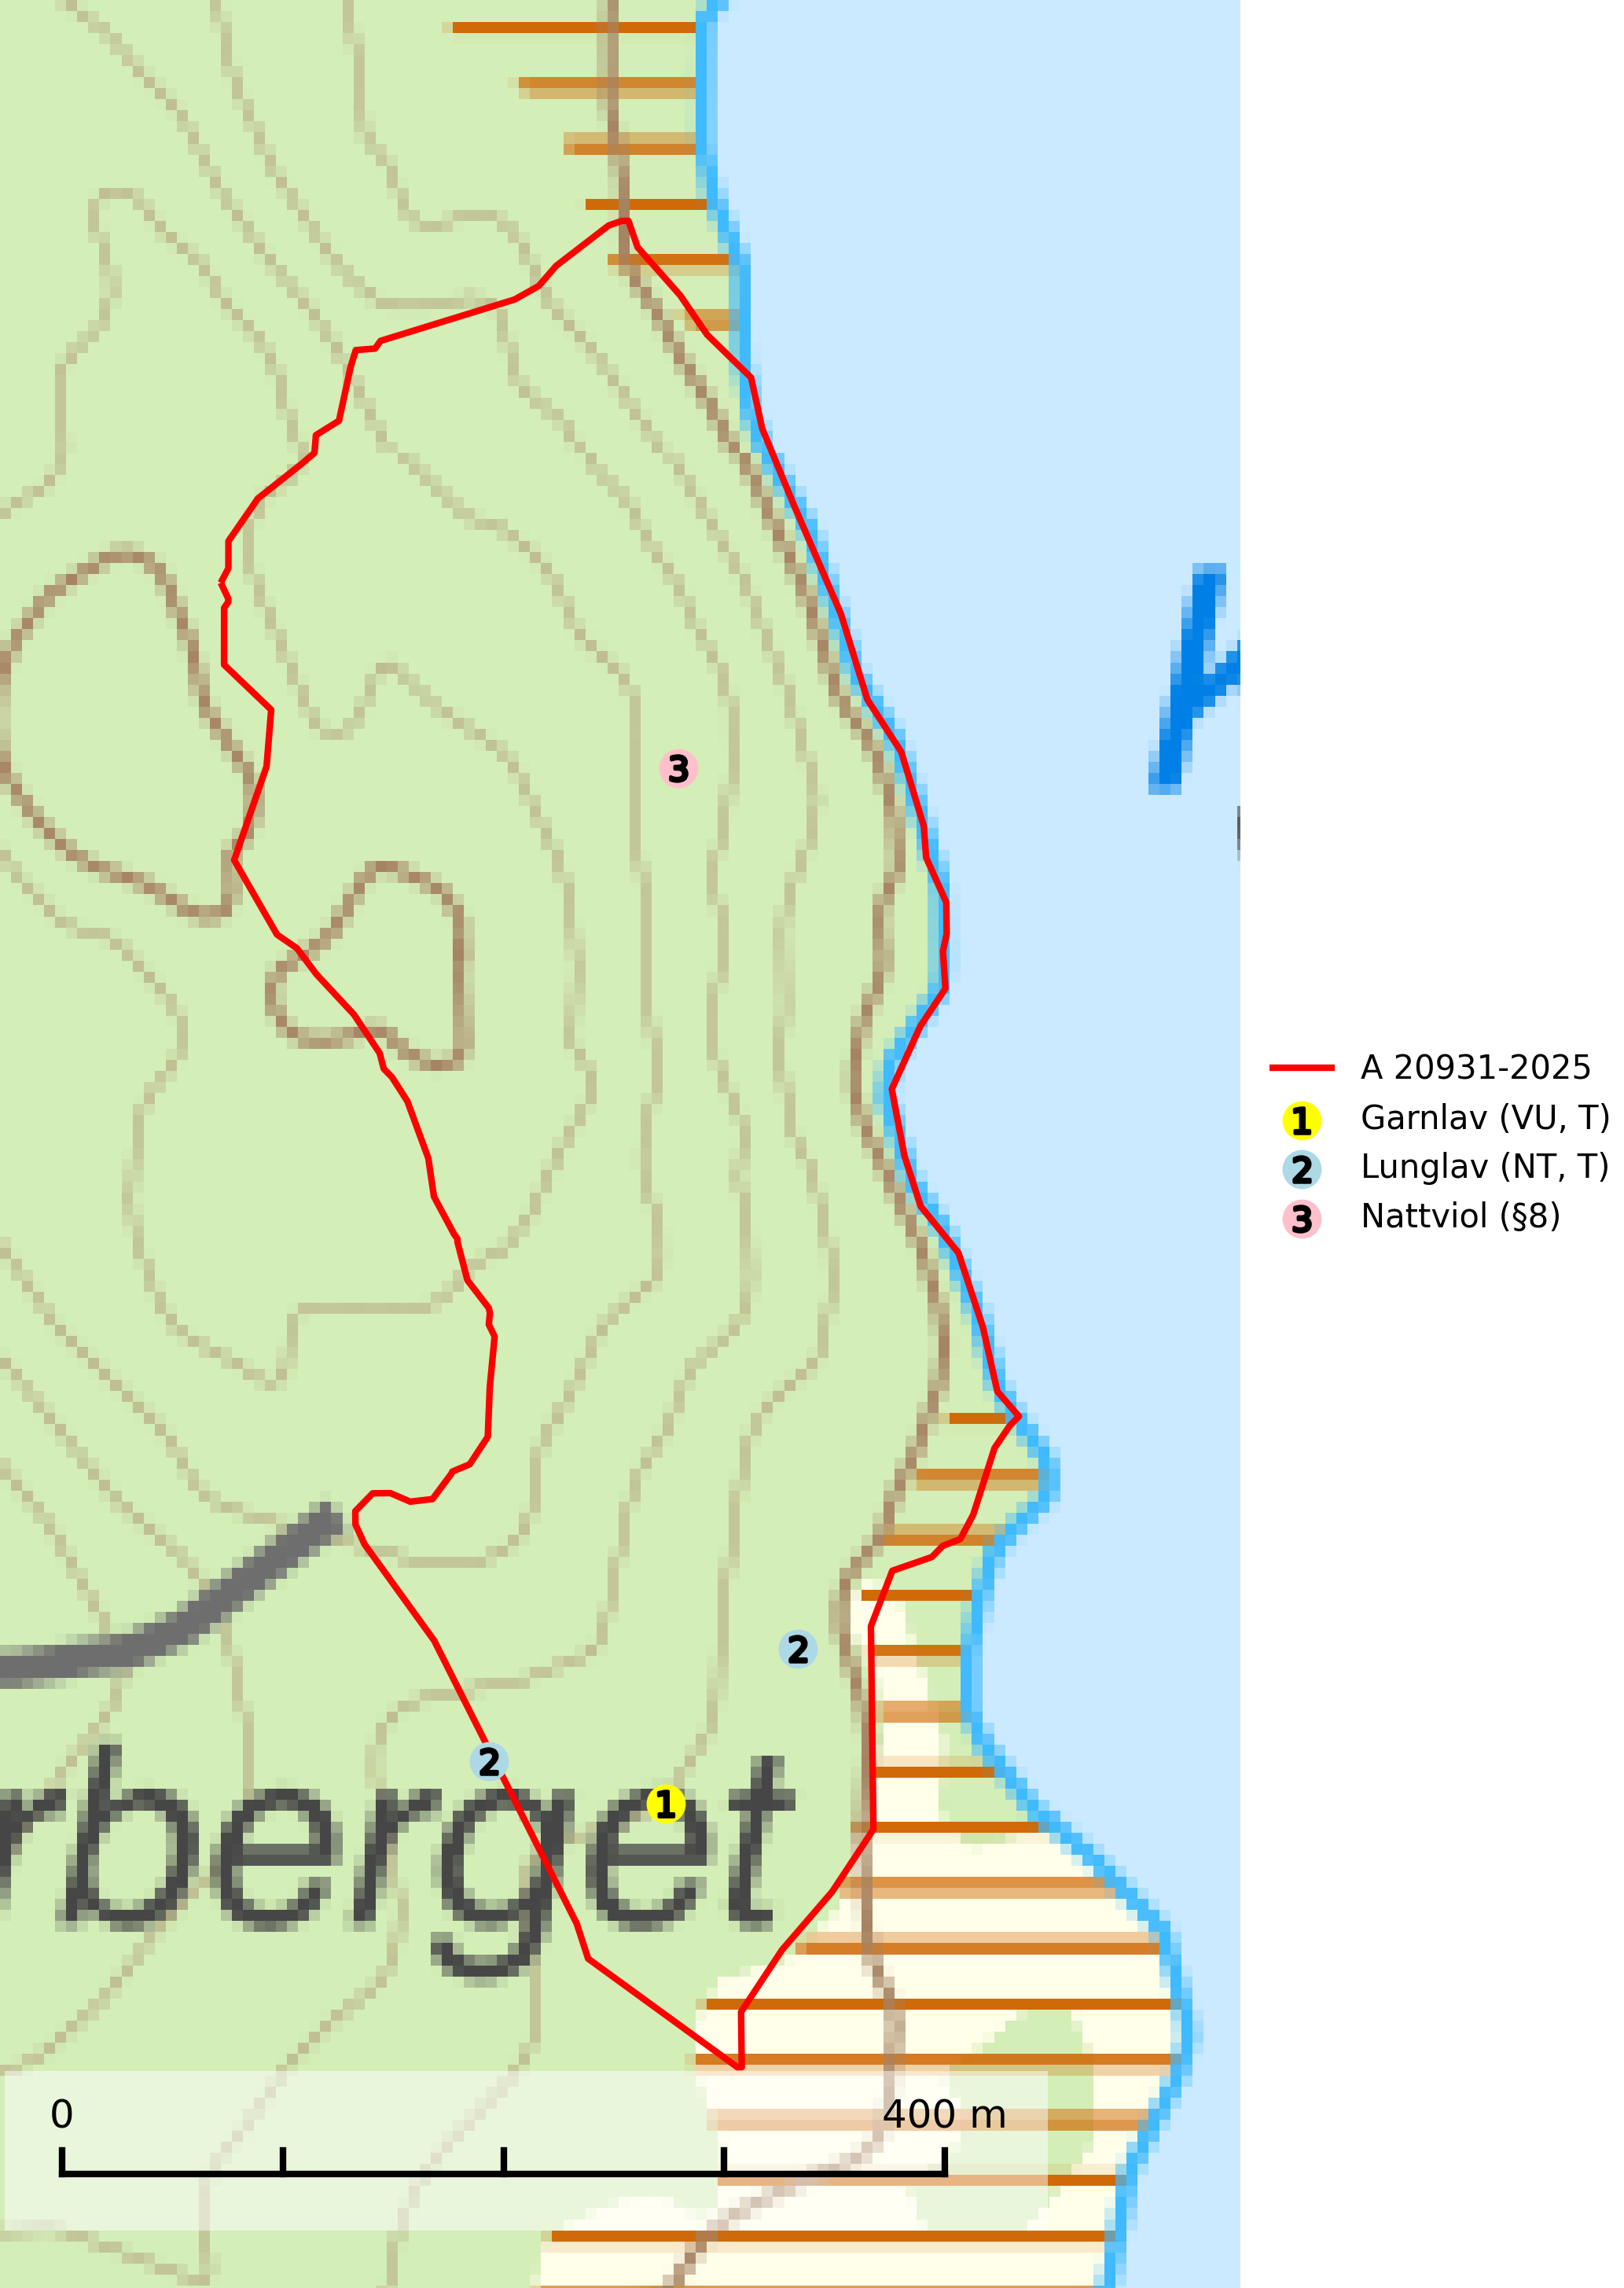 3
A 20931-2025
1 Garnlav (VU, T)
2 Lunglav (NT, T)
3 Nattviol (§8)
2
2
1
rberget
0 400 m